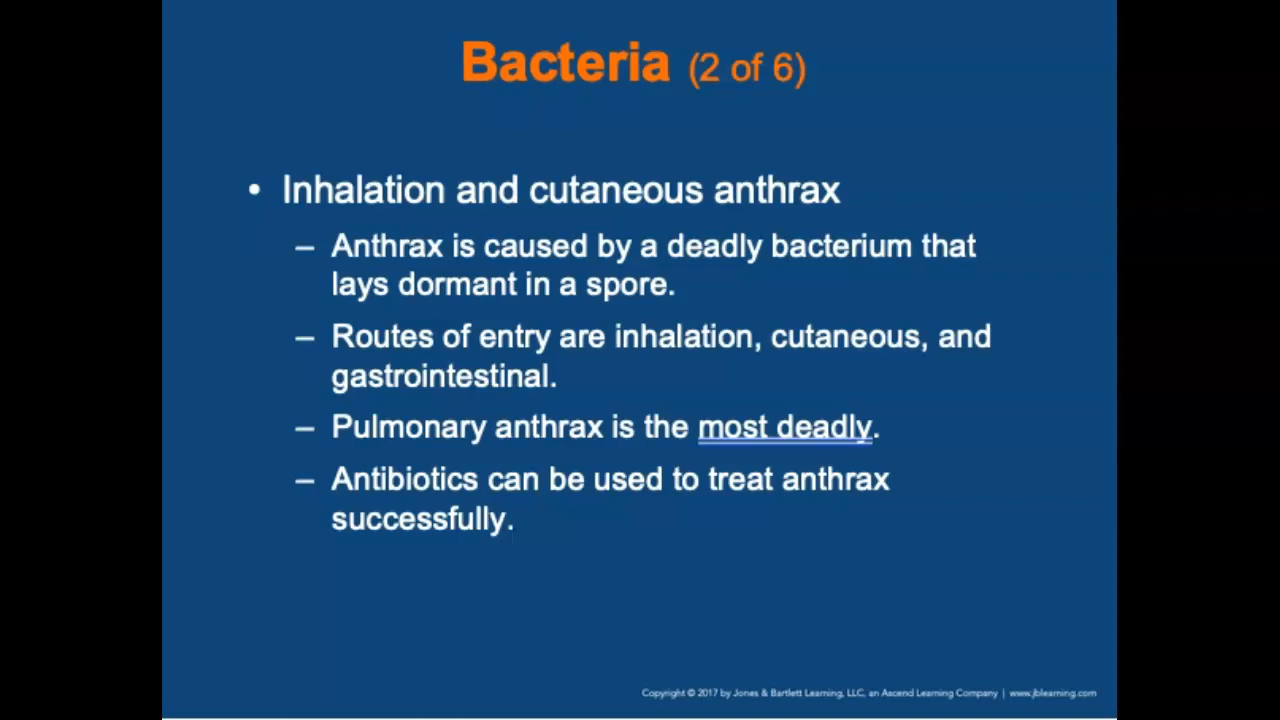 Bacteria (2 of 6)
• Inhalation and cutaneous anthrax
– Anthrax is caused by a deadly bacterium that
lays dormant in a spore.
– Routes of entry are inhalation, cutaneous, and
gastrointestinal.
– Pulmonary anthrax is the most deadly.
– Antibiotics can be used to treat anthrax
successfully.
Copyright © 2017 by Jones & Bartlett Learning, LLC, an Ascend Learning Company | www.jblearning.com